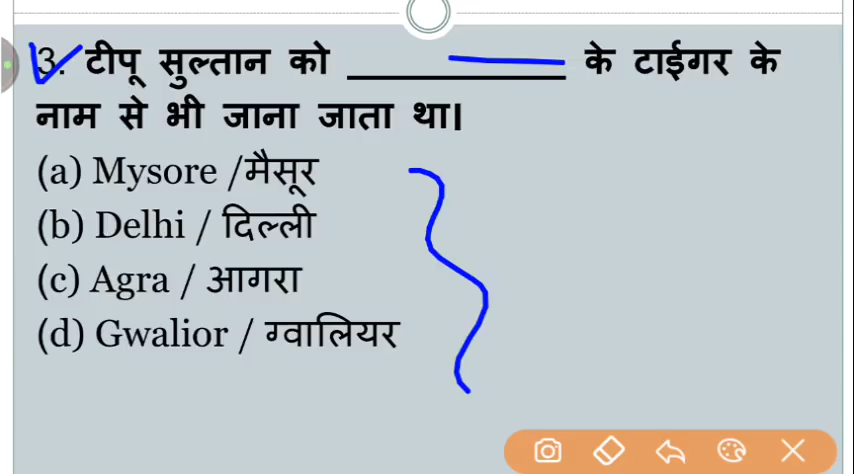 3. टीपू सुल्तान को ____________ के टाईगर के
नाम से भी जाना जाता था।
(a) Mysore /मैसूर
(b) Delhi / दिल्ली
(c) Agra / आगरा
(d) Gwalior / ग्वालियर